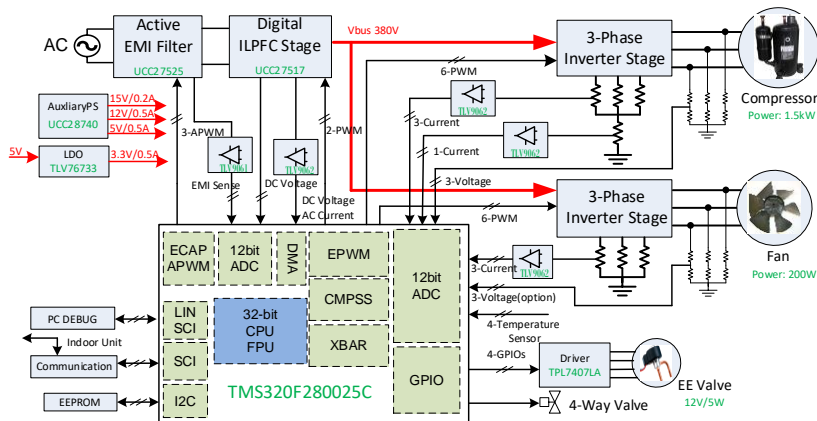 AC
Active
EMI Filter
UCC27525
Digital
ILPFC Stage
UCC27517
Vbus 380V
3-Phase
Inverter Stage
Compressor
Power: 1.5kW
AuxliaryPS
UCC28740
15V/0.2A
12V/0.5A
5V/0.5A
5V
LDO
TLV76733
3.3V/0.5A
3-APWM
TLV9061
EMI Sense
DC Voltage
TLV9062
2-PWM
DC Voltage
AC Current
6-PWM
3-Current
TLV9062
1-Current
TLV9062
3-Voltage
6-PWM
3-Phase
Inverter Stage
Fan
Power: 200W
3-Current
TLV9062
3-Voltage(option)
4-Temperature
Sensor
4-GPIOs
Driver
TPL7407LA
EE Valve
12V/5W
4-Way Valve
ECAP
APWM
12bit
ADC
DMA
EPWM
CMPSS
XBAR
12bit
ADC
GPIO
LIN
SCI
SCI
I2C
32-bit
CPU
FPU
TMS320F280025C
PC DEBUG
Indoor Unit
Communication
EEPROM